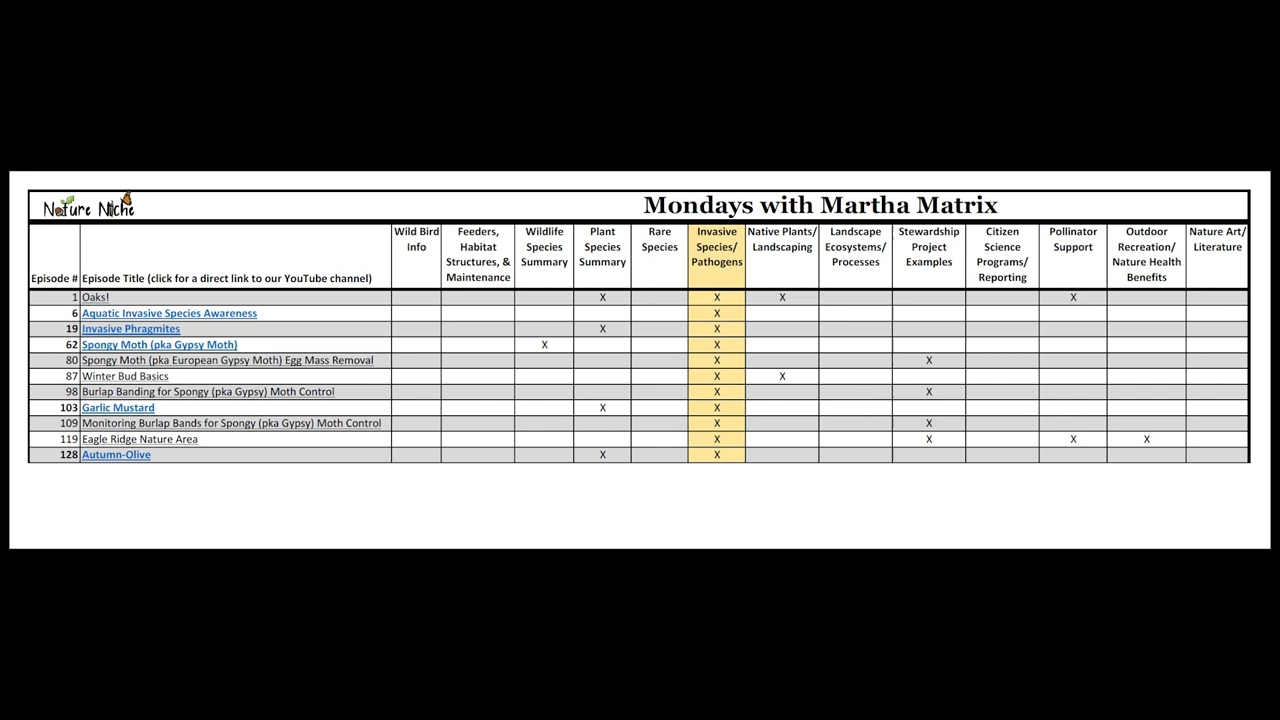 Nature Niche
Mondays with Martha Matrix
Episode # Episode Title (click for a direct link to our YouTube channel) Wild Bird Info Feeders, Habitat Structures, & Maintenance Wildlife Species Summary Plant Species Summary Rare Species Invasive Species/ Pathogens Native Plants/ Landscaping Landscape Ecosystems/ Processes Stewardship Project Examples Citizen Science Programs/ Reporting Pollinator Support Outdoor Recreation/ Nature Health Benefits Nature Art/ Literature
1 Oaks! X X X X
6 Aquatic Invasive Species Awareness X
19 Invasive Phragmites X X
62 Spongy Moth (pka Gypsy Moth) X X
80 Spongy Moth (pka European Gypsy Moth) Egg Mass Removal X X
87 Winter Bud Basics X X
98 Burlap Banding for Spongy (pka Gypsy) Moth Control X X
103 Garlic Mustard X X
109 Monitoring Burlap Bands for Spongy (pka Gypsy) Moth Control X X
119 Eagle Ridge Nature Area X X X X
128 Autumn-Olive X X